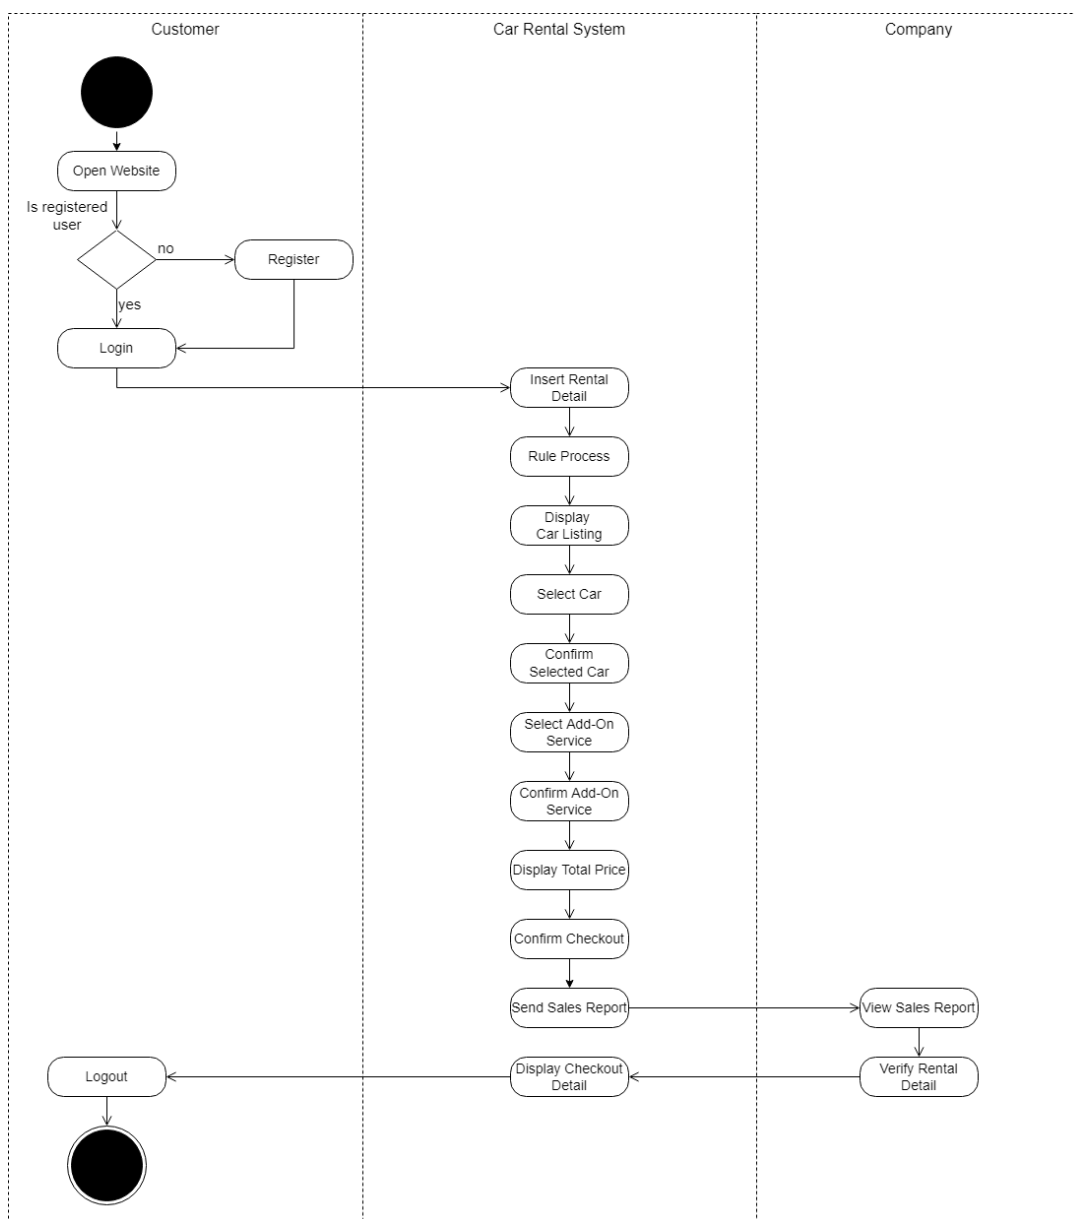 Customer
Car Rental System
Company
Open Website
Is registered
user
no
Register
yes
Login
Insert Rental
Detail
Rule Process
Display
Car Listing
Select Car
Confirm
Selected Car
Select Add-On
Service
Confirm Add-On
Service
Display Total Price
Confirm Checkout
Send Sales Report
View Sales Report
Logout
Display Checkout
Detail
Verify Rental
Detail